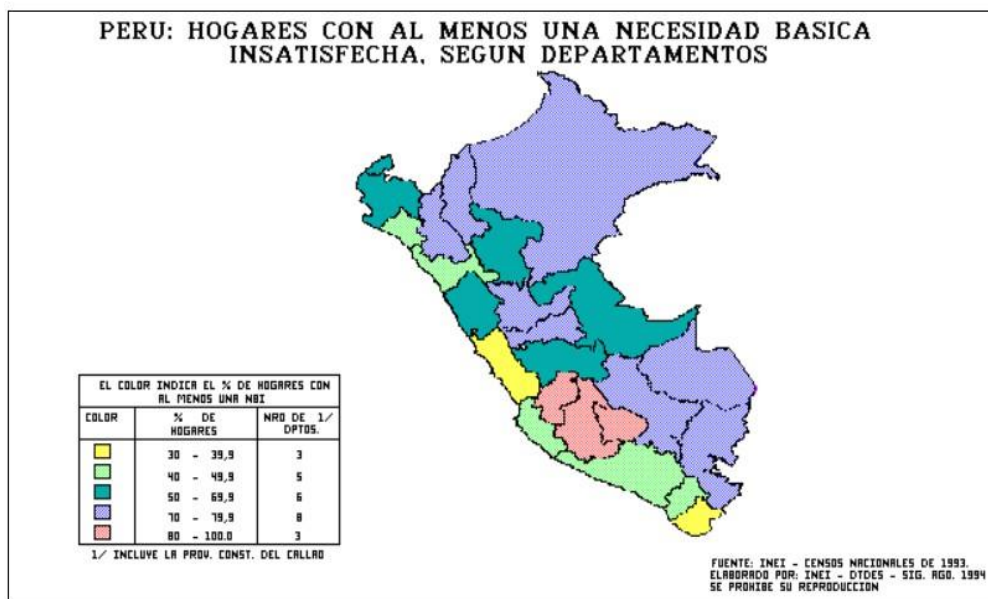 PERU: HOGARES CON AL MENOS UNA NECESIDAD BASICA
INSATISFECHA, SEGUN DEPARTAMENTOS
EL COLOR INDICA EL % DE HOGARES CON
AL MENOS UNA NBI
COLOR % DE HOGARES NRO DE 1/ DPTOS.
30 - 39,9 3
40 - 49,9 5
50 - 69,9 6
70 - 79,9 8
80 - 100.0 3
1/ INCLUYE LA PROV. CONST. DEL CALLAO
FUENTE: INEI - CENSOS NACIONALES DE 1993.
ELABORADO POR: INEI - DTDES - SIG. AGO. 1994
SE PROHIBE SU REPRODUCCION